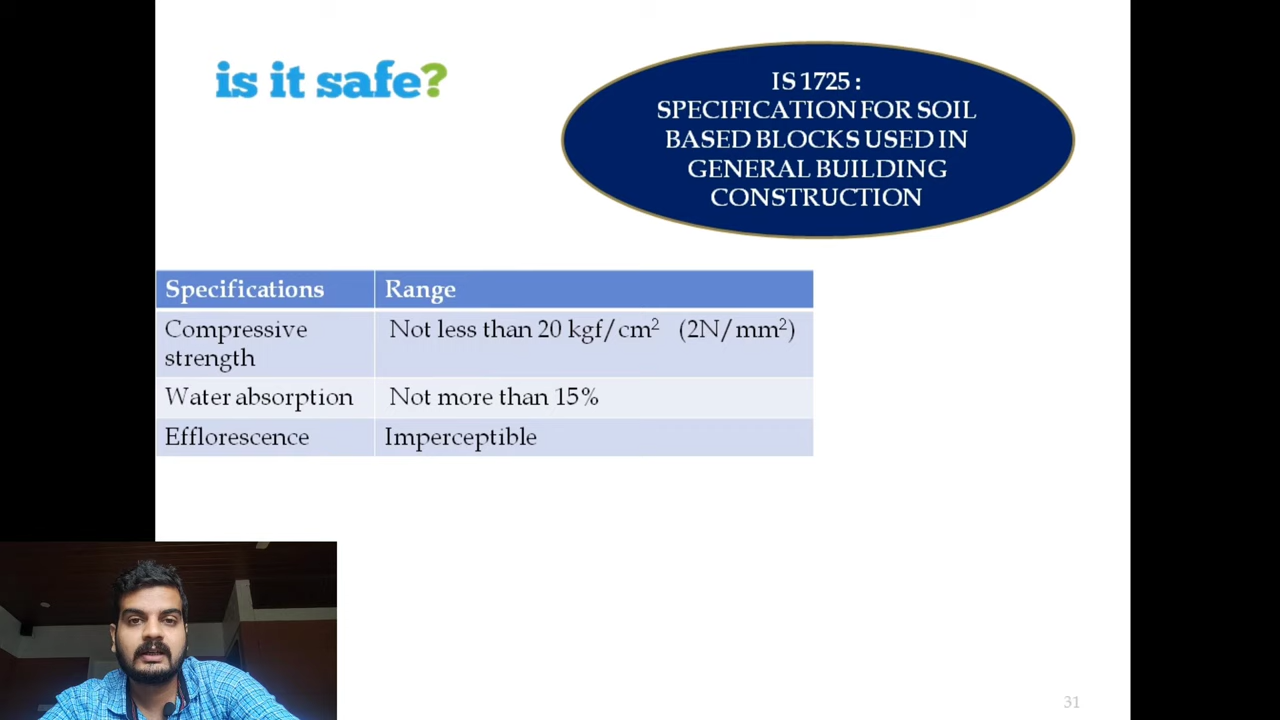 is it safe?
IS 1725 :
SPECIFICATION FOR SOIL
BASED BLOCKS USED IN
GENERAL BUILDING
CONSTRUCTION
Specifications Range
Compressive Not less than 20 kgf/cm² (2N/mm²)
strength
Water absorption Not more than 15%
Efflorescence Imperceptible
31